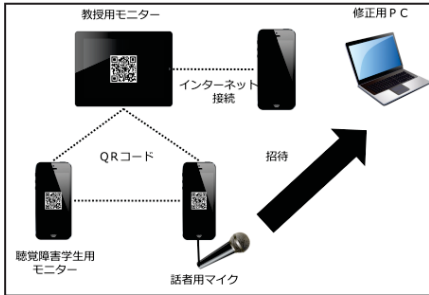 教授用モニター
修正用ＰＣ
インターネット
接続
ＱＲコード
招待
聴覚障害学生用
モニター
話者用マイク